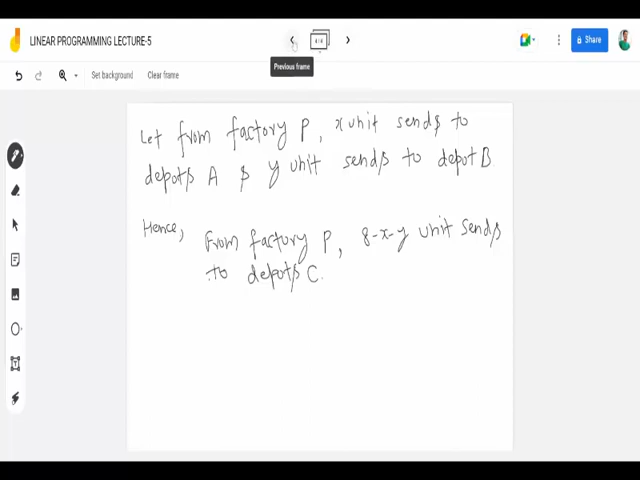 LINEAR PROGRAMMING LECTURE-5
4 / 4
Share
Previous frame
Set background
Clear frame
Let from factory P, x unit sends to
depots A & y unit sends to depot B
Hence,
From factory P, 8-x-y unit sends
to depots C.